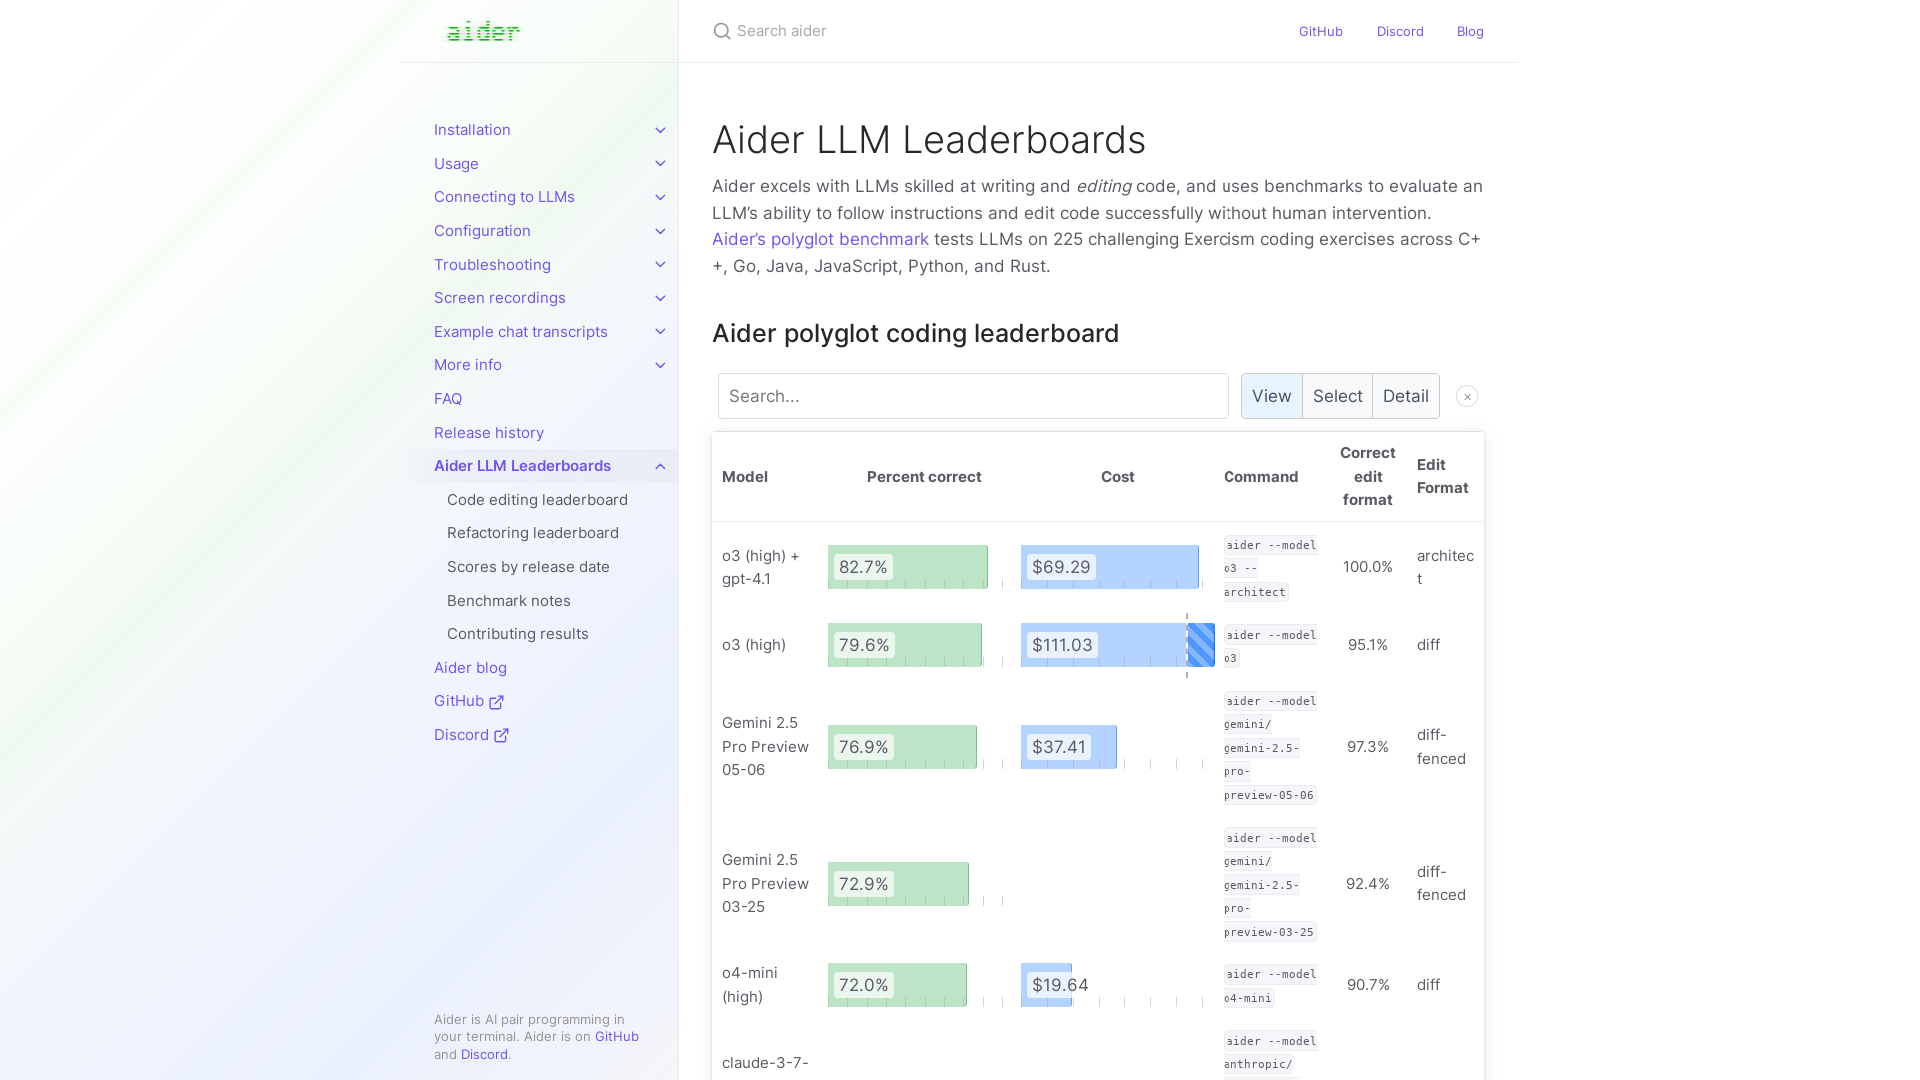 aider
Search aider
GitHub
Discord
Blog
Installation
Usage
Connecting to LLMs
Configuration
Troubleshooting
Screen recordings
Example chat transcripts
More info
FAQ
Release history
Aider LLM Leaderboards
Code editing leaderboard
Refactoring leaderboard
Scores by release date
Benchmark notes
Contributing results
Aider blog
GitHub
Discord
Aider is AI pair programming in
your terminal. Aider is on GitHub
and Discord.
Aider LLM Leaderboards
Aider excels with LLMs skilled at writing and editing code, and uses benchmarks to evaluate an
LLM’s ability to follow instructions and edit code successfully without human intervention.
Aider’s polyglot benchmark tests LLMs on 225 challenging Exercism coding exercises across C+
+, Go, Java, JavaScript, Python, and Rust.
Aider polyglot coding leaderboard
Search...
View
Select
Detail
×
Model
Percent correct
Cost
Command
Correct
edit
format
Edit
Format
o3 (high) +
gpt-4.1
82.7%
$69.29
aider --model
o3 --
architect
100.0%
architec
t
o3 (high)
79.6%
$111.03
aider --model
o3
95.1%
diff
Gemini 2.5
Pro Preview
05-06
76.9%
$37.41
aider --model
gemini/
gemini-2.5-
pro-
preview-05-06
97.3%
diff-
fenced
Gemini 2.5
Pro Preview
03-25
72.9%
aider --model
gemini/
gemini-2.5-
pro-
preview-03-25
92.4%
diff-
fenced
o4-mini
(high)
72.0%
$19.64
aider --model
o4-mini
90.7%
diff
claude-3-7-
aider --model
anthropic/